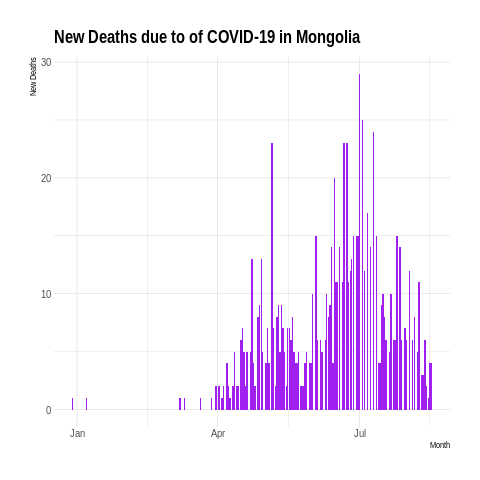 New Deaths due to of COVID-19 in Mongolia
New Deaths
30
20
10
0
Jan
Apr
Jul
Month